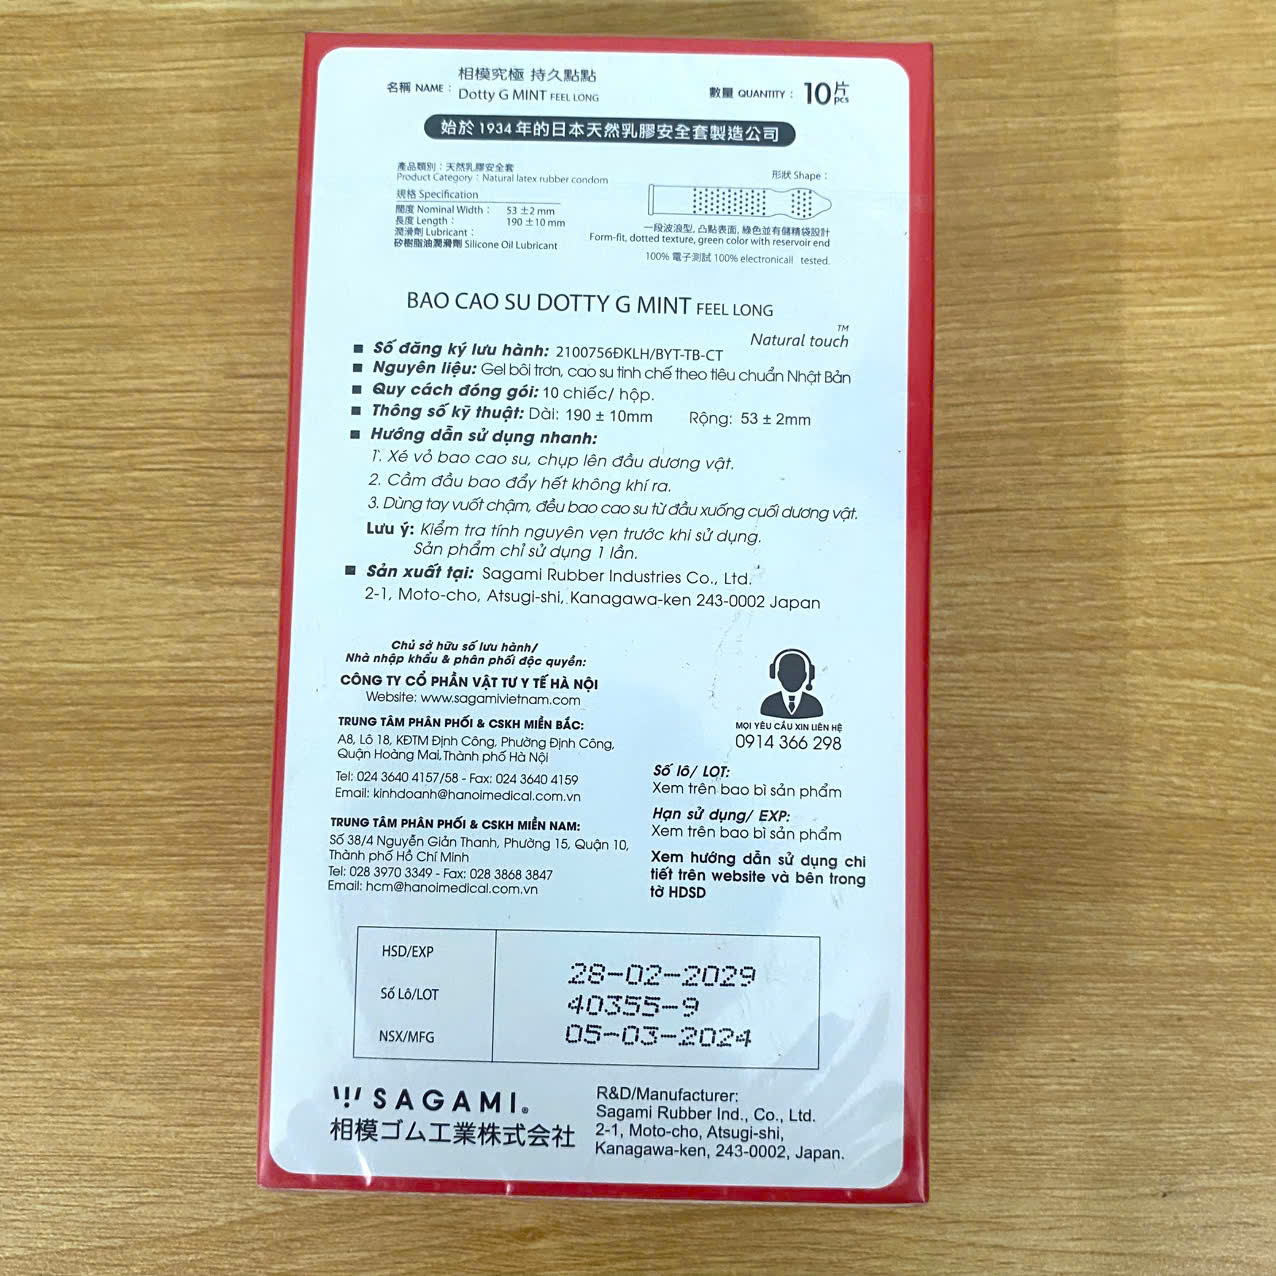 相模究極 持久點點
名稱 NAME : Dotty G MINT FEEL LONG
數量 QUANTITY : 10片 pcs
始於 1934 年的日本天然乳膠安全套製造公司
產品類別 : 天然乳膠安全套
Product Category : Natural latex rubber condom
規格 Specification
闊度 Nominal Width : 53 ±2 mm
長度 Length : 190 ±10 mm
潤滑劑 Lubricant :
矽樹脂油潤滑劑 Silicone Oil Lubricant
形狀 Shape :
一段波浪型, 凸點表面, 綠色並有儲精袋設計
Form-fit, dotted texture, green color with reservoir end
100% 電子測試 100% electronicall tested.
BAO CAO SU DOTTY G MINT FEEL LONG
Natural touch™
Số đăng ký lưu hành: 2100756ĐKLH/BYT-TB-CT
Nguyên liệu: Gel bôi trơn, cao su tinh chế theo tiêu chuẩn Nhật Bản
Quy cách đóng gói: 10 chiếc/ hộp.
Thông số kỹ thuật: Dài: 190 ± 10mm Rộng: 53 ± 2mm
Hướng dẫn sử dụng nhanh:
1. Xé vỏ bao cao su, chụp lên đầu dương vật.
2. Cầm đầu bao đẩy hết không khí ra.
3. Dùng tay vuốt chậm, đều bao cao su từ đầu xuống cuối dương vật.
Lưu ý: Kiểm tra tính nguyên vẹn trước khi sử dụng.
Sản phẩm chỉ sử dụng 1 lần.
Sản xuất tại: Sagami Rubber Industries Co., Ltd.
2-1, Moto-cho, Atsugi-shi, Kanagawa-ken 243-0002 Japan
Chủ sở hữu số lưu hành/
Nhà nhập khẩu & phân phối độc quyền:
CÔNG TY CỔ PHẦN VẬT TƯ Y TẾ HÀ NỘI
Website: www.sagamivietnam.com
TRUNG TÂM PHÂN PHỐI & CSKH MIỀN BẮC:
A8, Lô 18, KĐTM Định Công, Phường Định Công,
Quận Hoàng Mai, Thành phố Hà Nội
Tel: 024 3640 4157/58 - Fax: 024 3640 4159
Email: kinhdoanh@hanoimedical.com.vn
TRUNG TÂM PHÂN PHỐI & CSKH MIỀN NAM:
Số 38/4 Nguyễn Giản Thanh, Phường 15, Quận 10,
Thành phố Hồ Chí Minh
Tel: 028 3970 3349 - Fax: 028 3868 3847
Email: hcm@hanoimedical.com.vn
MỌI YÊU CẦU XIN LIÊN HỆ
0914 366 298
Số lô/ LOT:
Xem trên bao bì sản phẩm
Hạn sử dụng/ EXP:
Xem trên bao bì sản phẩm
Xem hướng dẫn sử dụng chi
tiết trên website và bên trong
tờ HDSD
HSD/EXP 28-02-2029
Số Lô/LOT 40355-9
NSX/MFG 05-03-2024
SAGAMI®
相模ゴム工業株式会社
R&D/Manufacturer:
Sagami Rubber Ind., Co., Ltd.
2-1, Moto-cho, Atsugi-shi,
Kanagawa-ken, 243-0002, Japan.